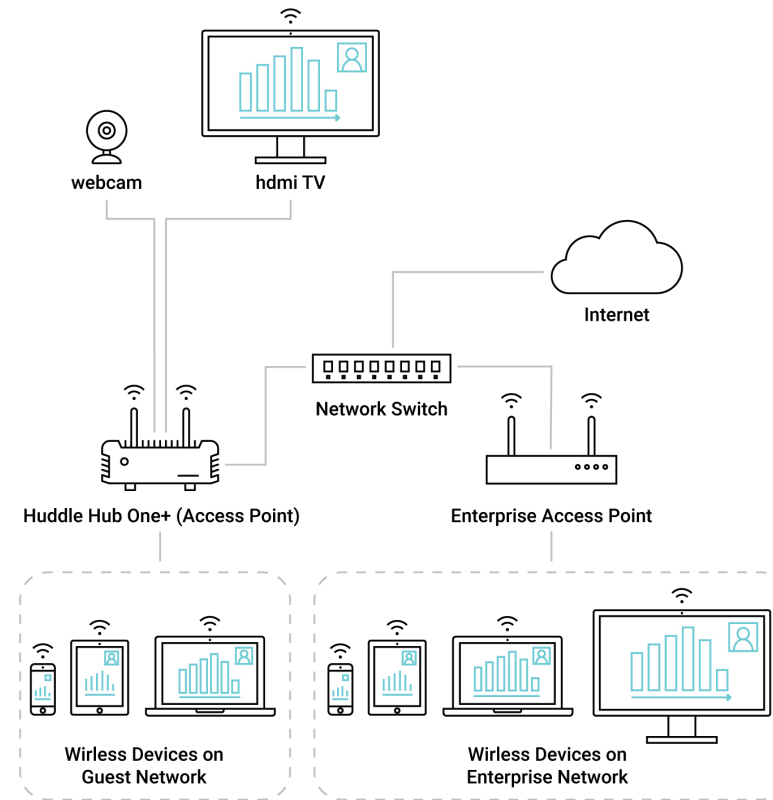 webcam
hdmi TV
Internet
Network Switch
Huddle Hub One+ (Access Point)
Enterprise Access Point
Wirless Devices on
Guest Network
Wirless Devices on
Enterprise Network